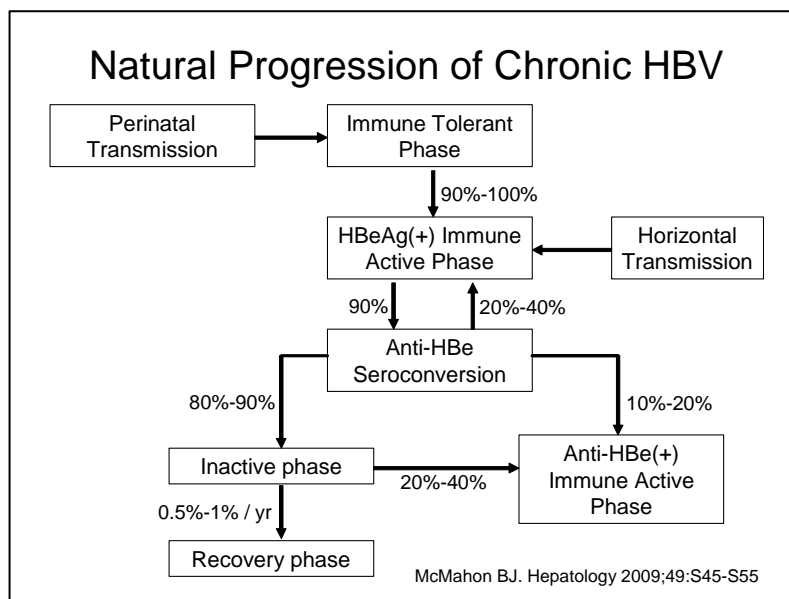 Natural Progression of Chronic HBV
Perinatal
Transmission
Immune Tolerant
Phase
90%-100%
HBeAg(+) Immune
Active Phase
Horizontal
Transmission
90%
20%-40%
Anti-HBe
Seroconversion
80%-90%
10%-20%
Inactive phase
20%-40%
Anti-HBe(+)
Immune Active
Phase
0.5%-1% / yr
Recovery phase
McMahon BJ. Hepatology 2009;49:S45-S55